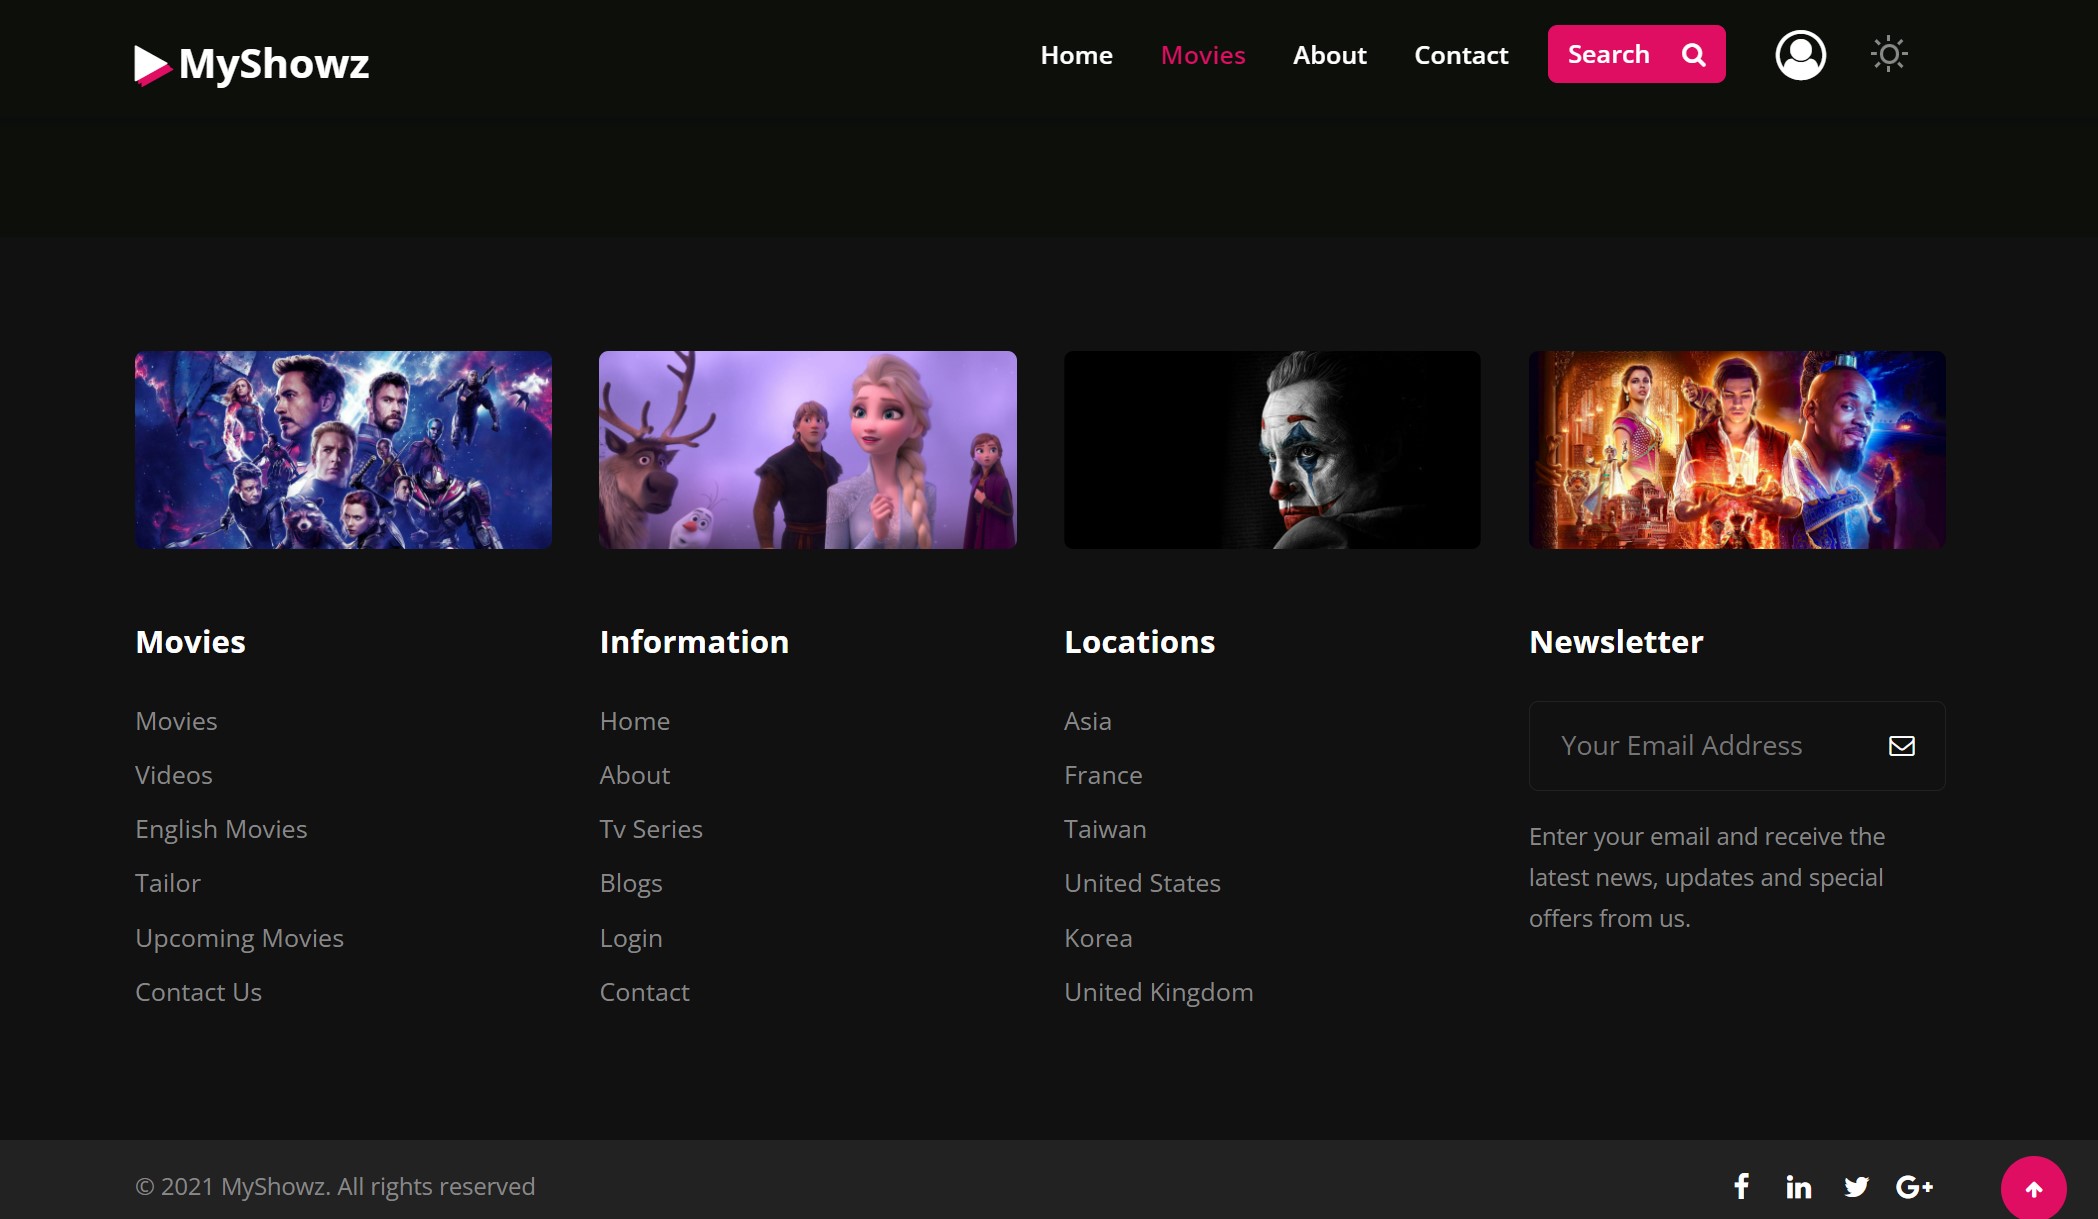 MyShowz
Home Movies About Contact Search
Movies
Movies
Videos
English Movies
Tailor
Upcoming Movies
Contact Us
Information
Home
About
Tv Series
Blogs
Login
Contact
Locations
Asia
France
Taiwan
United States
Korea
United Kingdom
Newsletter
Your Email Address
Enter your email and receive the
latest news, updates and special
offers from us.
© 2021 MyShowz. All rights reserved